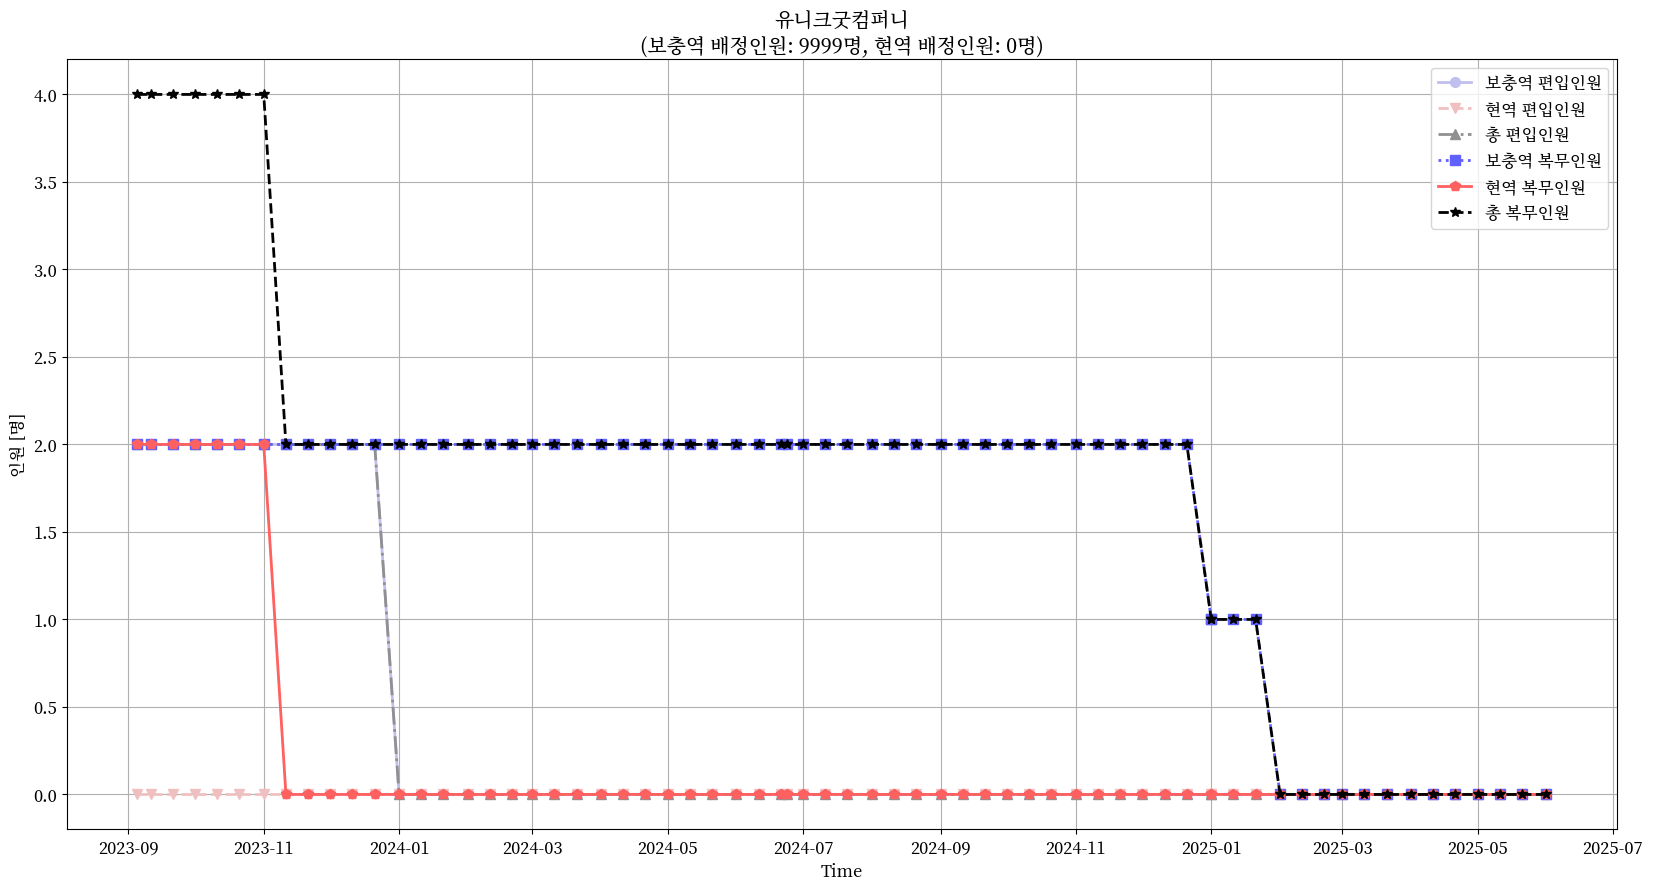 유니크굿컴퍼니
(보충역 배정인원: 9999명, 현역 배정인원: 0명)
보충역 편입인원
현역 편입인원
총 편입인원
보충역 복무인원
현역 복무인원
총 복무인원
인원 [명]
4.0
3.5
3.0
2.5
2.0
1.5
1.0
0.5
0.0
2023-09
2023-11
2024-01
2024-03
2024-05
2024-07
2024-09
2024-11
2025-01
2025-03
2025-05
2025-07
Time